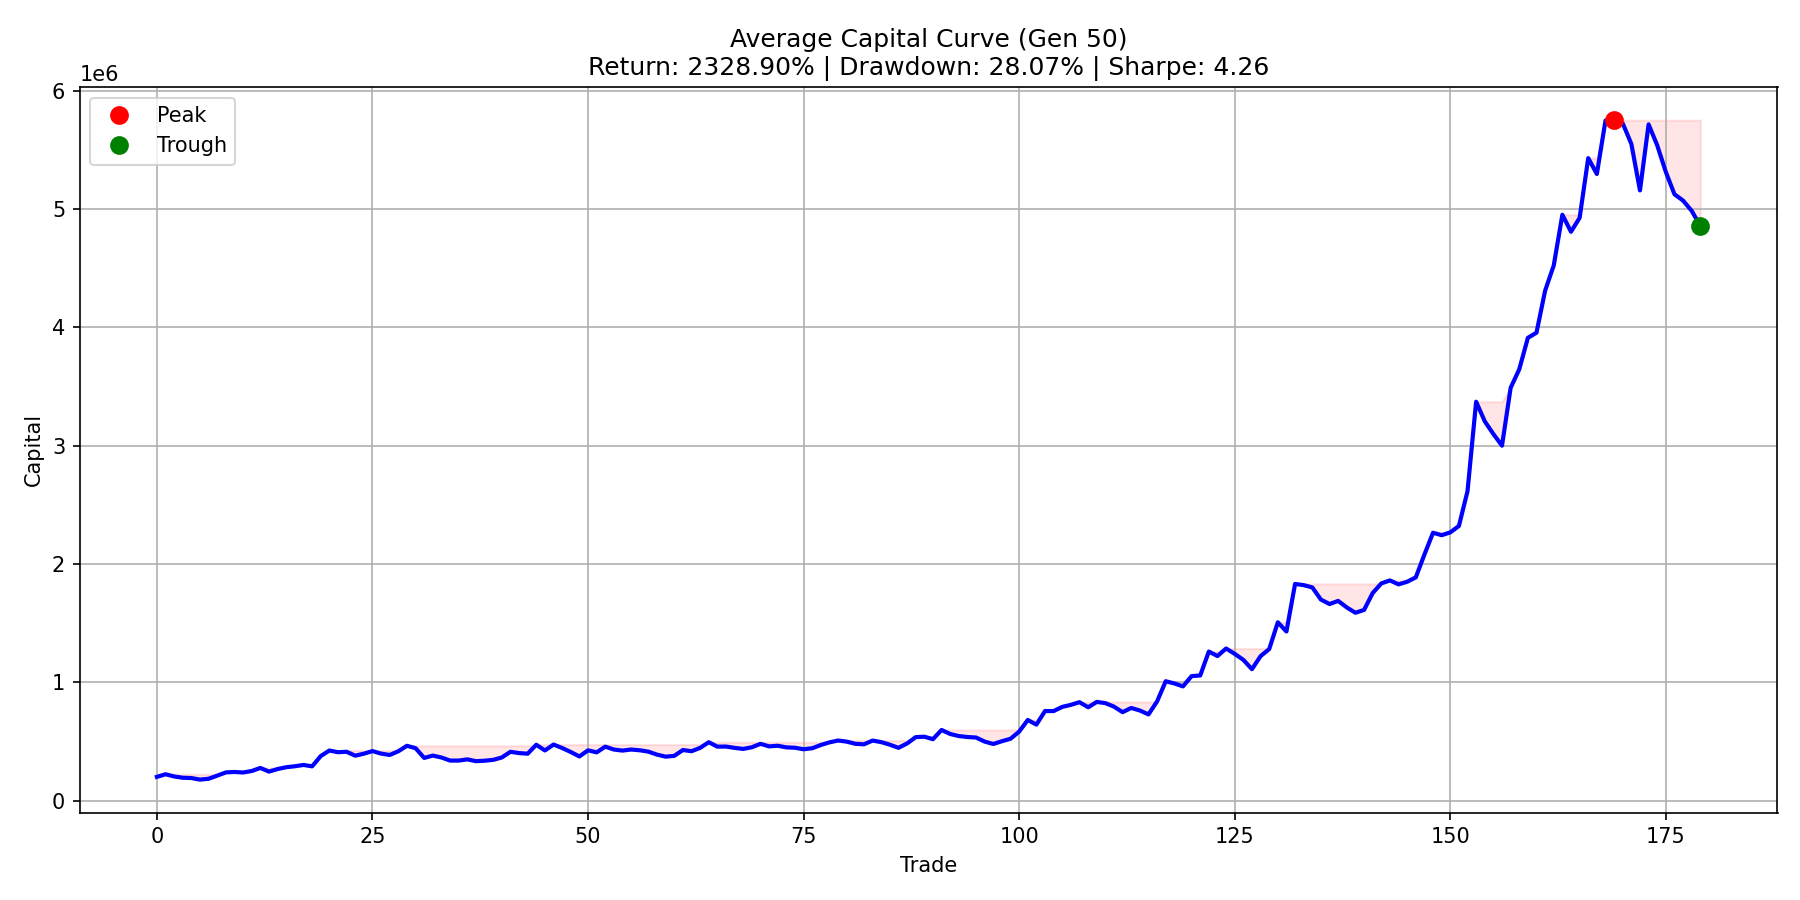 Average Capital Curve (Gen 50)
Return: 2328.90% | Drawdown: 28.07% | Sharpe: 4.26
1e6
Peak
Trough
6
5
4
3
2
1
0
Capital
0 25 50 75 100 125 150 175
Trade